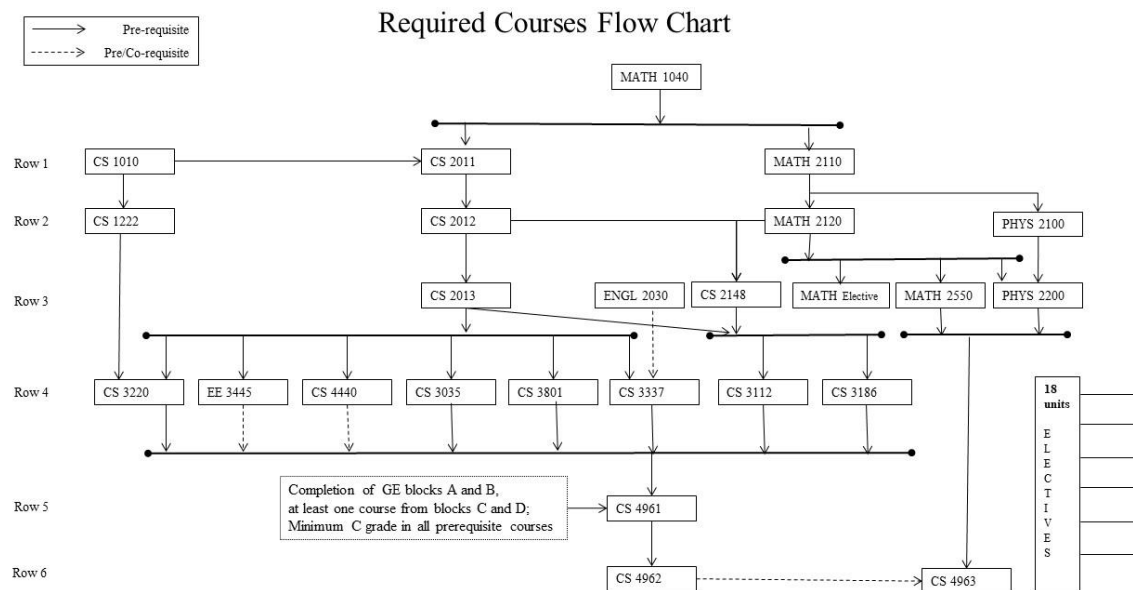 Required Courses Flow Chart
Pre-requisite
Pre/Co-requisite
MATH 1040
Row 1
CS 1010
CS 2011
MATH 2110
Row 2
CS 1222
CS 2012
MATH 2120
PHYS 2100
Row 3
CS 2013
ENGL 2030
CS 2148
MATH Elective
MATH 2550
PHYS 2200
Row 4
CS 3220
EE 3445
CS 4440
CS 3035
CS 3801
CS 3337
CS 3112
CS 3186
18
units
E
L
E
C
T
I
V
E
S
Completion of GE blocks A and B,
at least one course from blocks C and D;
Minimum C grade in all prerequisite courses
Row 5
CS 4961
Row 6
CS 4962
CS 4963